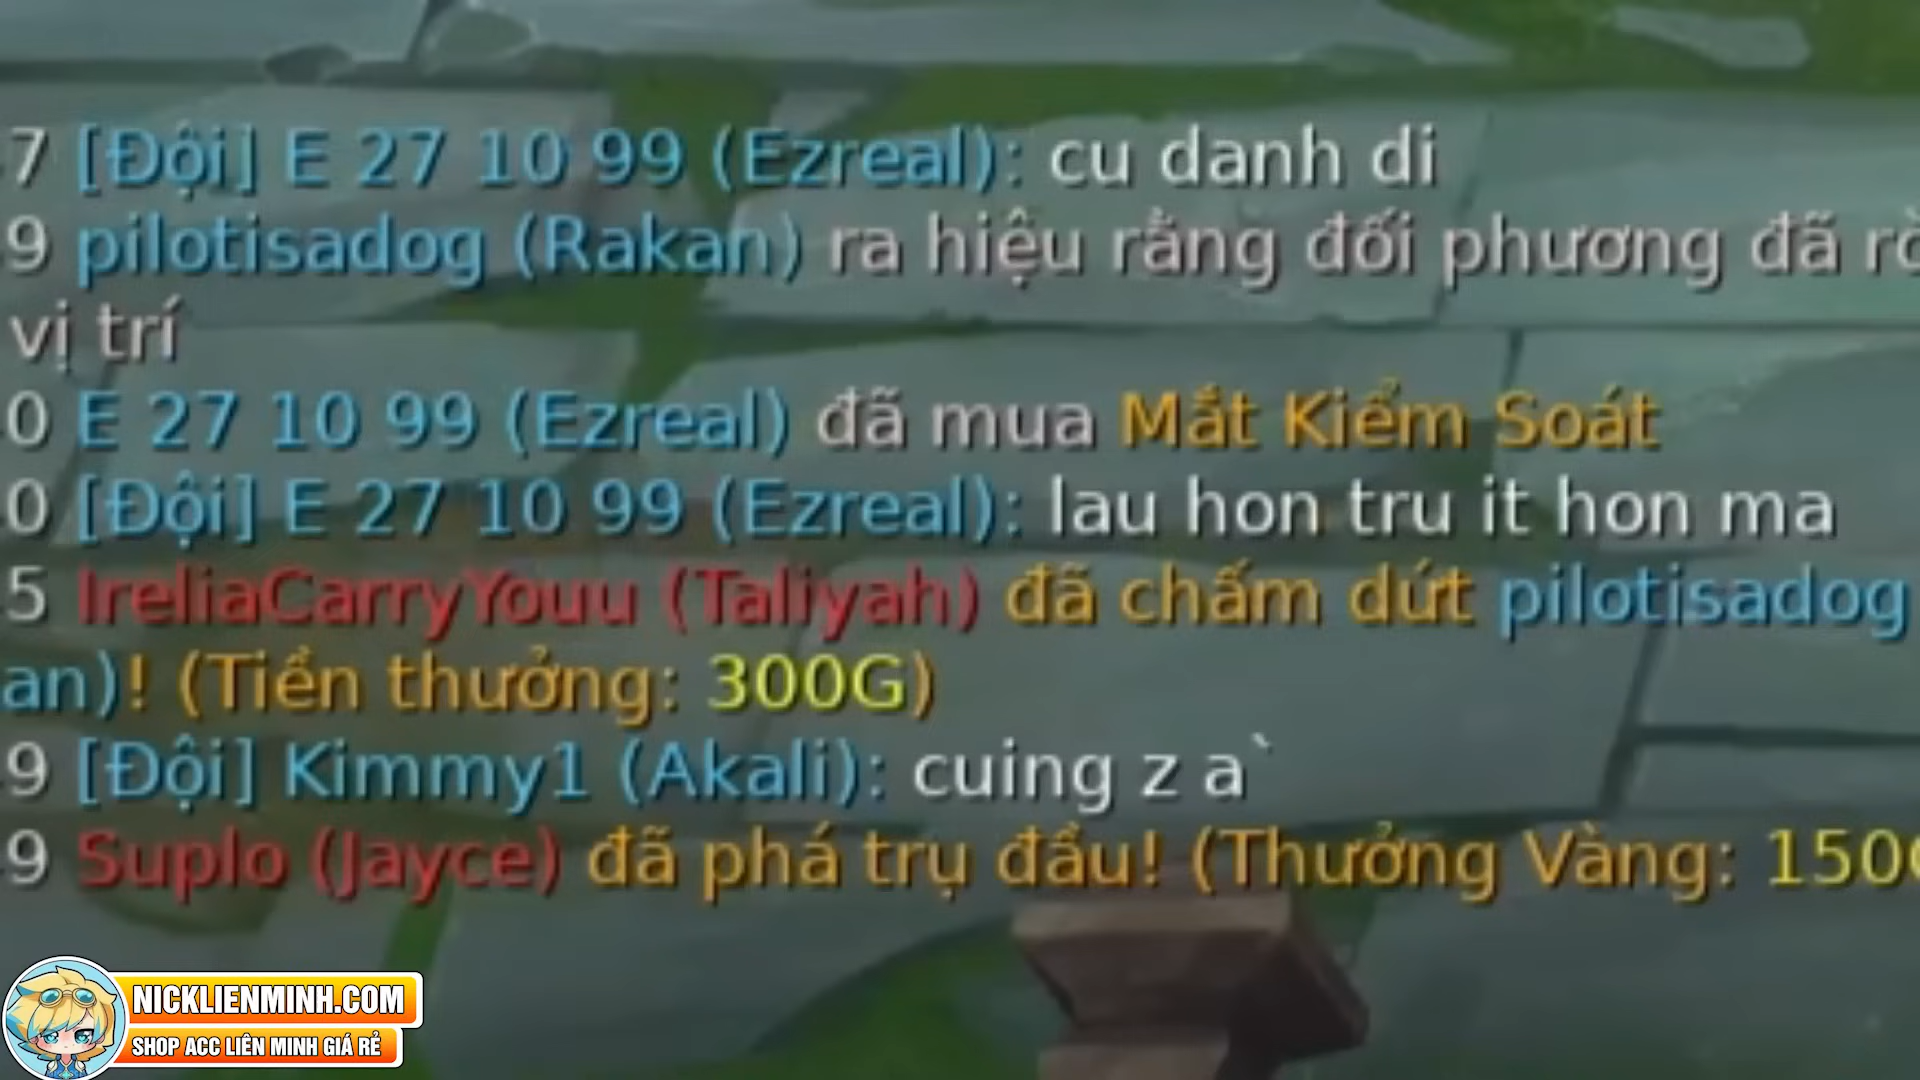 7 [Đội] E 27 10 99 (Ezreal): cu danh di
9 pilotisadog (Rakan) ra hiệu rằng đối phương đã
vị trí
0 E 27 10 99 (Ezreal) đã mua Mắt Kiểm Soát
0 [Đội] E 27 10 99 (Ezreal): lau hon tru it hon ma
5 IreliaCarryYouu (Taliyah) đã chấm dứt pilotisadog
an)! (Tiền thưởng: 300G)
9 [Đội] Kimmy1 (Akali): cuing z a`
9 Suplo (Jayce) đã phá trụ đầu! (Thưởng Vàng: 150
NICKLIENMINH.COM
SHOP ACC LIÊN MINH GIÁ RẺ